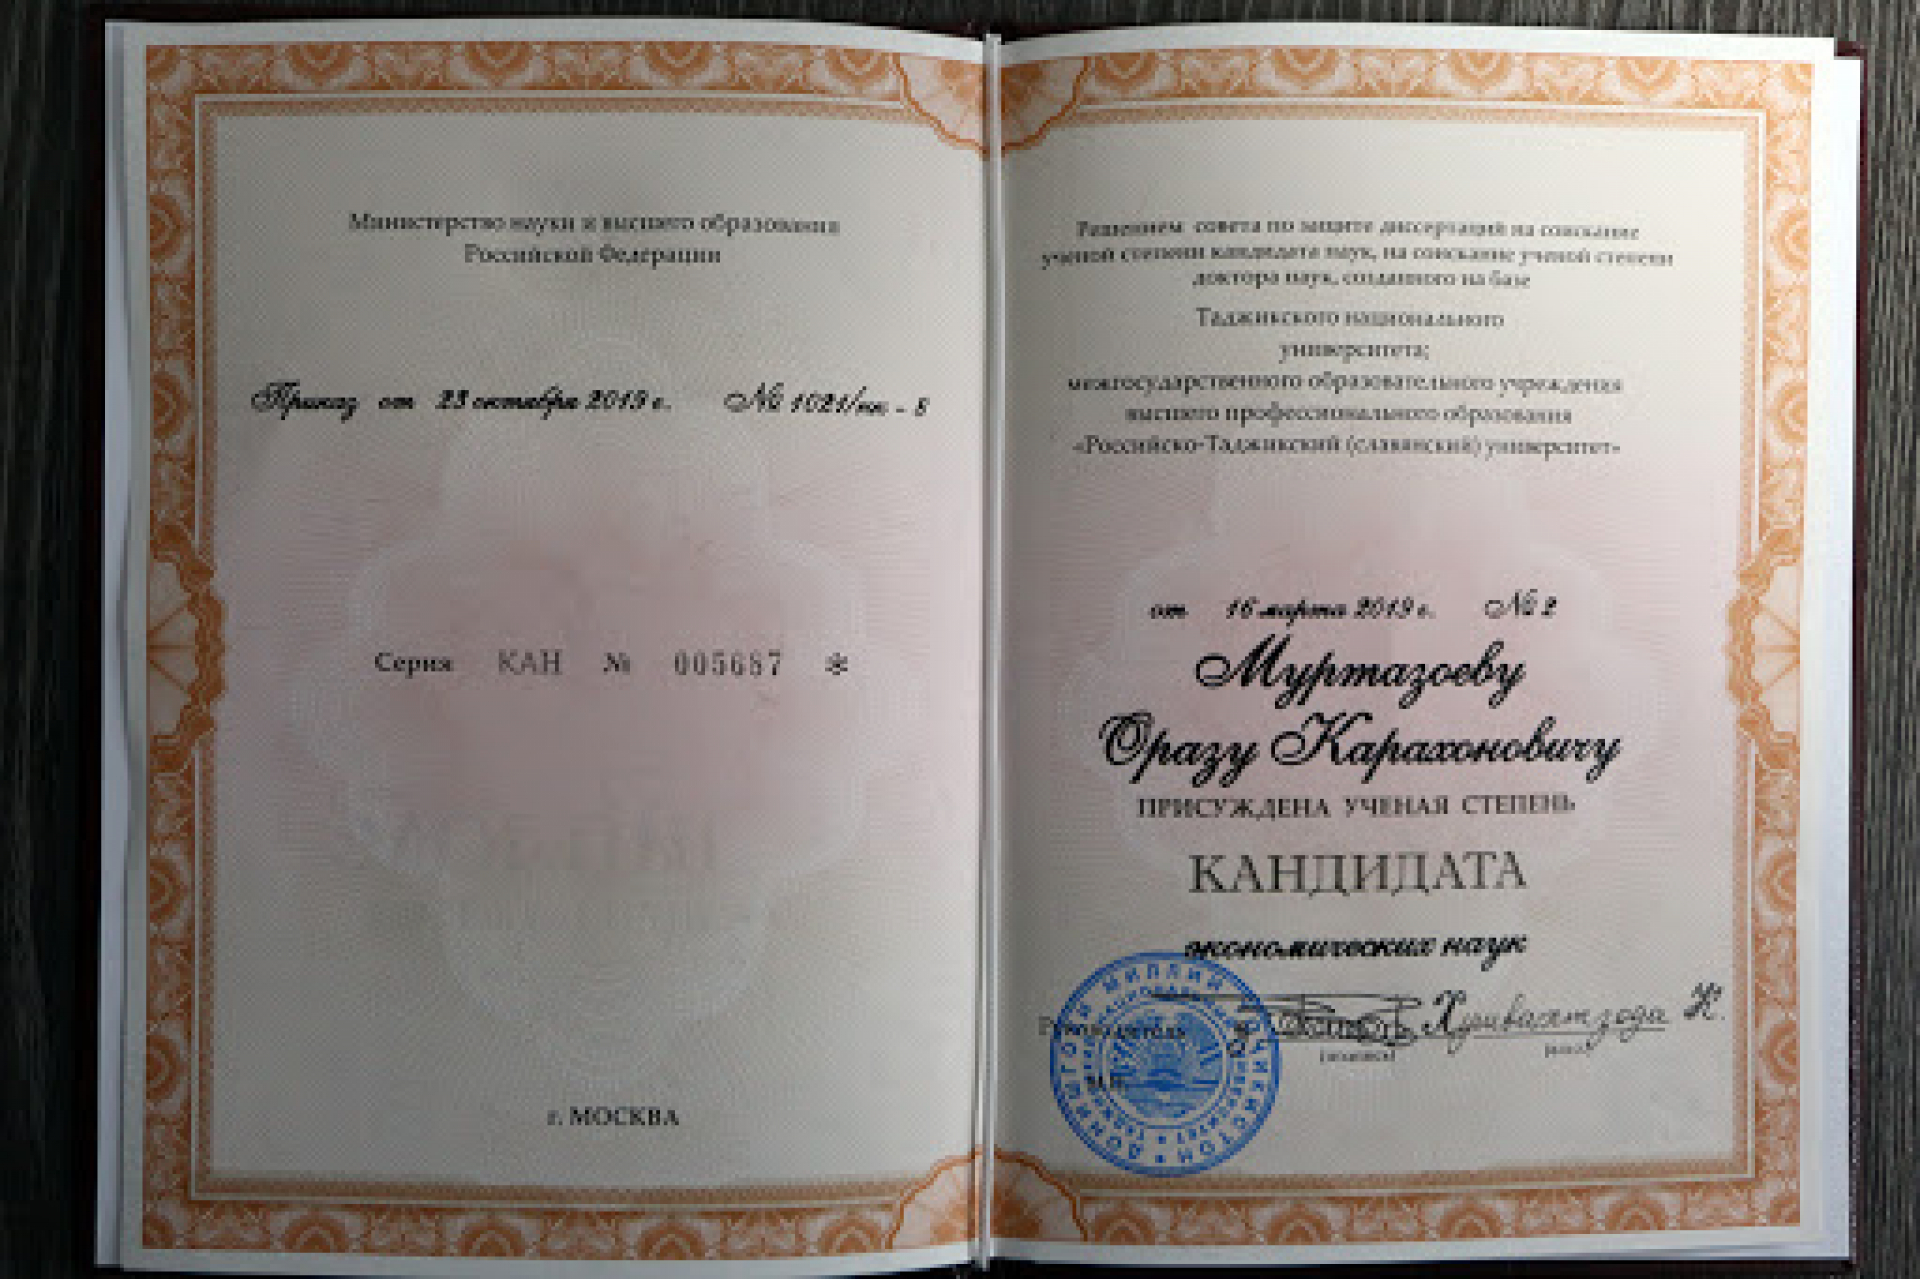 Министерство науки и высшего образования
Российской Федерации
Приказ от 23 октября 2019 г. № 1021/нк - 8
Серия КАН № 005687 *
г. МОСКВА
Решением совета по защите диссертаций на соискание
ученой степени кандидата наук, на соискание ученой степени
доктора наук, созданного на базе
Таджикского национального
университета;
межгосударственного образовательного учреждения
высшего профессионального образования
«Российско-Таджикский (славянский) университет»
от 16 марта 2019 г. № 2
Муртазоеву
Оразу Карахоновичу
ПРИСУЖДЕНА УЧЕНАЯ СТЕПЕНЬ
КАНДИДАТА
экономических наук
Руководитель Хушвахтзода К.
(подпись)
М.П.